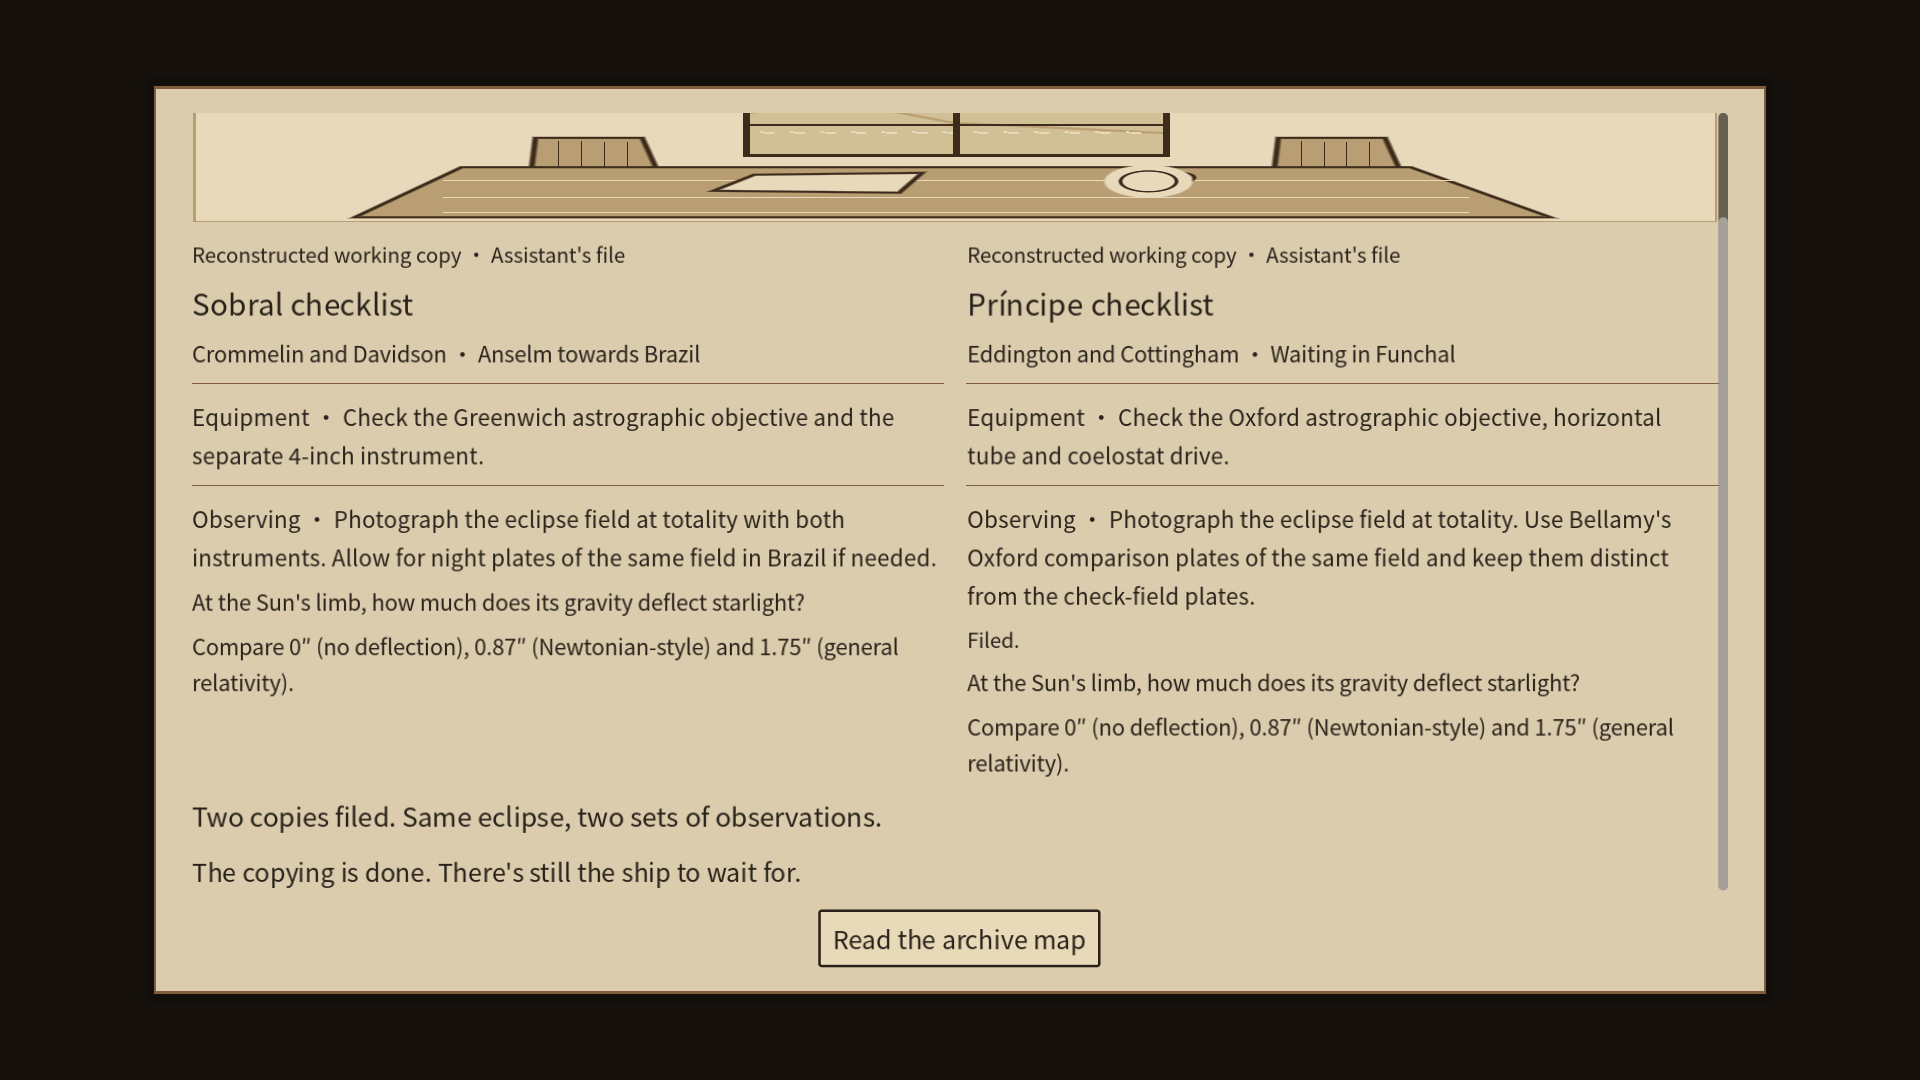 Reconstructed working copy • Assistant's file
Sobral checklist
Crommelin and Davidson • Anselm towards Brazil
Equipment • Check the Greenwich astrographic objective and the
separate 4-inch instrument.
Observing • Photograph the eclipse field at totality with both
instruments. Allow for night plates of the same field in Brazil if needed.
At the Sun's limb, how much does its gravity deflect starlight?
Compare 0″ (no deflection), 0.87″ (Newtonian-style) and 1.75″ (general
relativity).
Reconstructed working copy • Assistant's file
Príncipe checklist
Eddington and Cottingham • Waiting in Funchal
Equipment • Check the Oxford astrographic objective, horizontal
tube and coelostat drive.
Observing • Photograph the eclipse field at totality. Use Bellamy's
Oxford comparison plates of the same field and keep them distinct
from the check-field plates.
Filed.
At the Sun's limb, how much does its gravity deflect starlight?
Compare 0″ (no deflection), 0.87″ (Newtonian-style) and 1.75″ (general
relativity).
Two copies filed. Same eclipse, two sets of observations.
The copying is done. There's still the ship to wait for.
Read the archive map